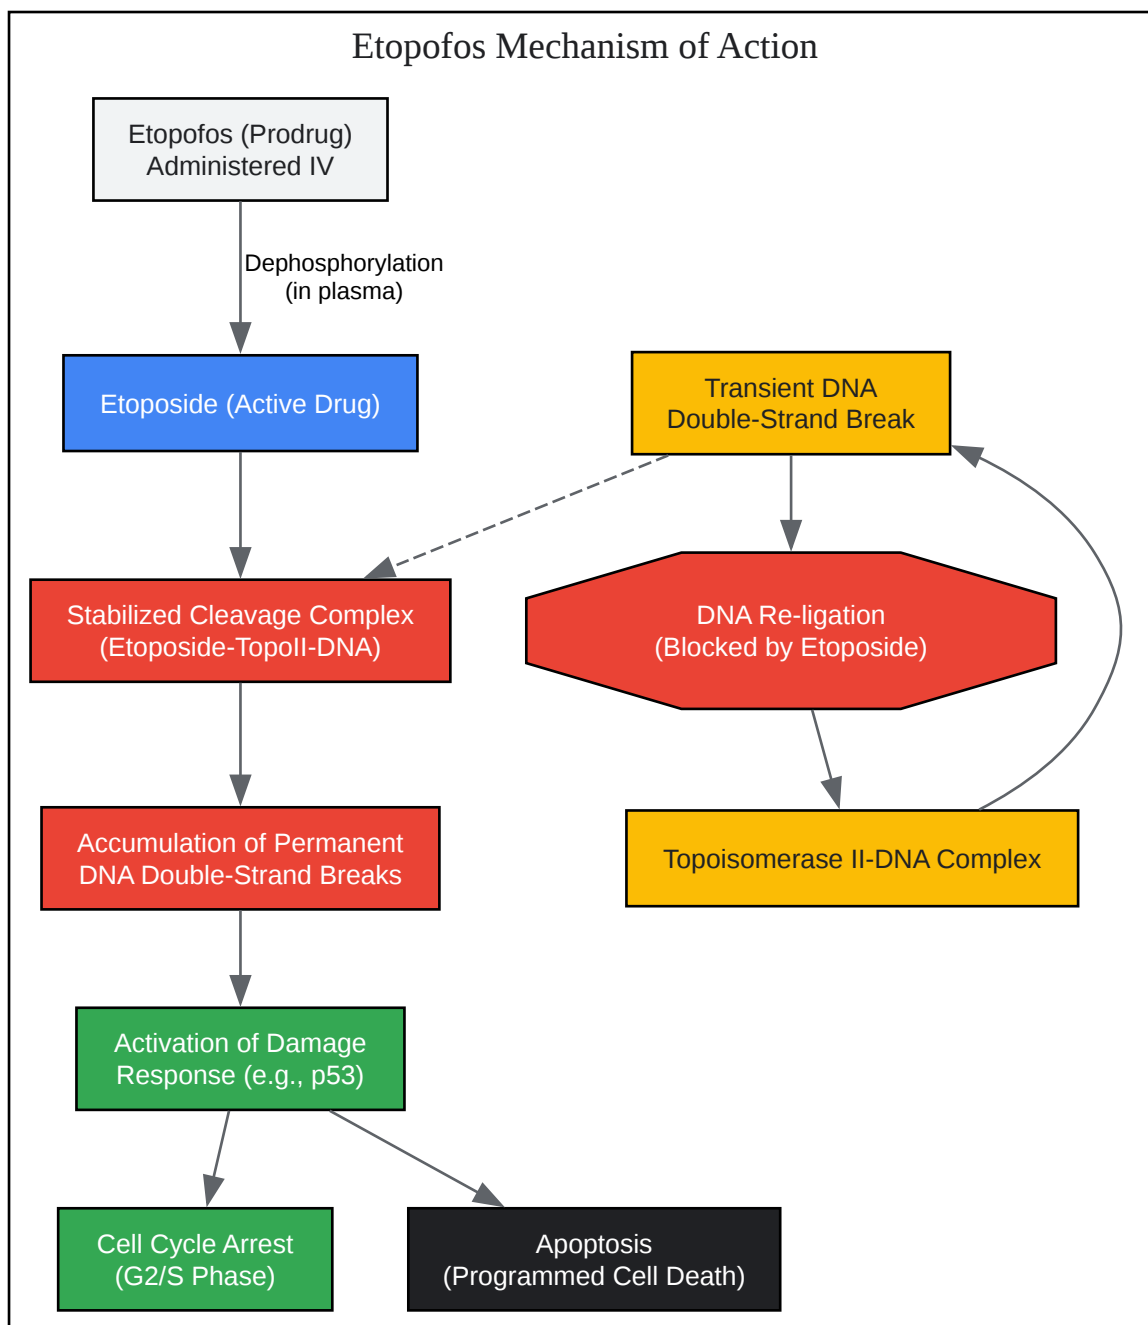 Etopofos Mechanism of Action
Etopofos (Prodrug)
Administered IV
Dephosphorylation
(in plasma)
Etoposide (Active Drug)
Transient DNA
Double-Strand Break
Stabilized Cleavage Complex
(Etoposide-TopoII-DNA)
DNA Re-ligation
(Blocked by Etoposide)
Accumulation of Permanent
DNA Double-Strand Breaks
Topoisomerase II-DNA Complex
Activation of Damage
Response (e.g., p53)
Cell Cycle Arrest
(G2/S Phase)
Apoptosis
(Programmed Cell Death)